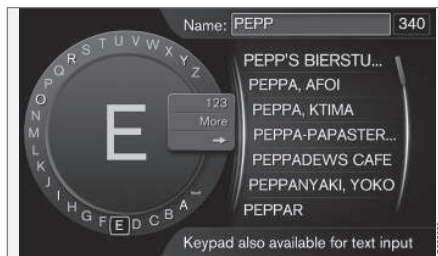 Name: PEPP 340
PEPP'S BIERSTU...
PEPPA, AFOI
PEPPA, KTIMA
PEPPA-PAPASTER...
PEPPADEWS CAFE
PEPPANYAKI, YOKO
PEPPAR
123
More
E
A B C D E F G H I J K L M N O P Q R S T U V W X Y Z
Keypad also available for text input